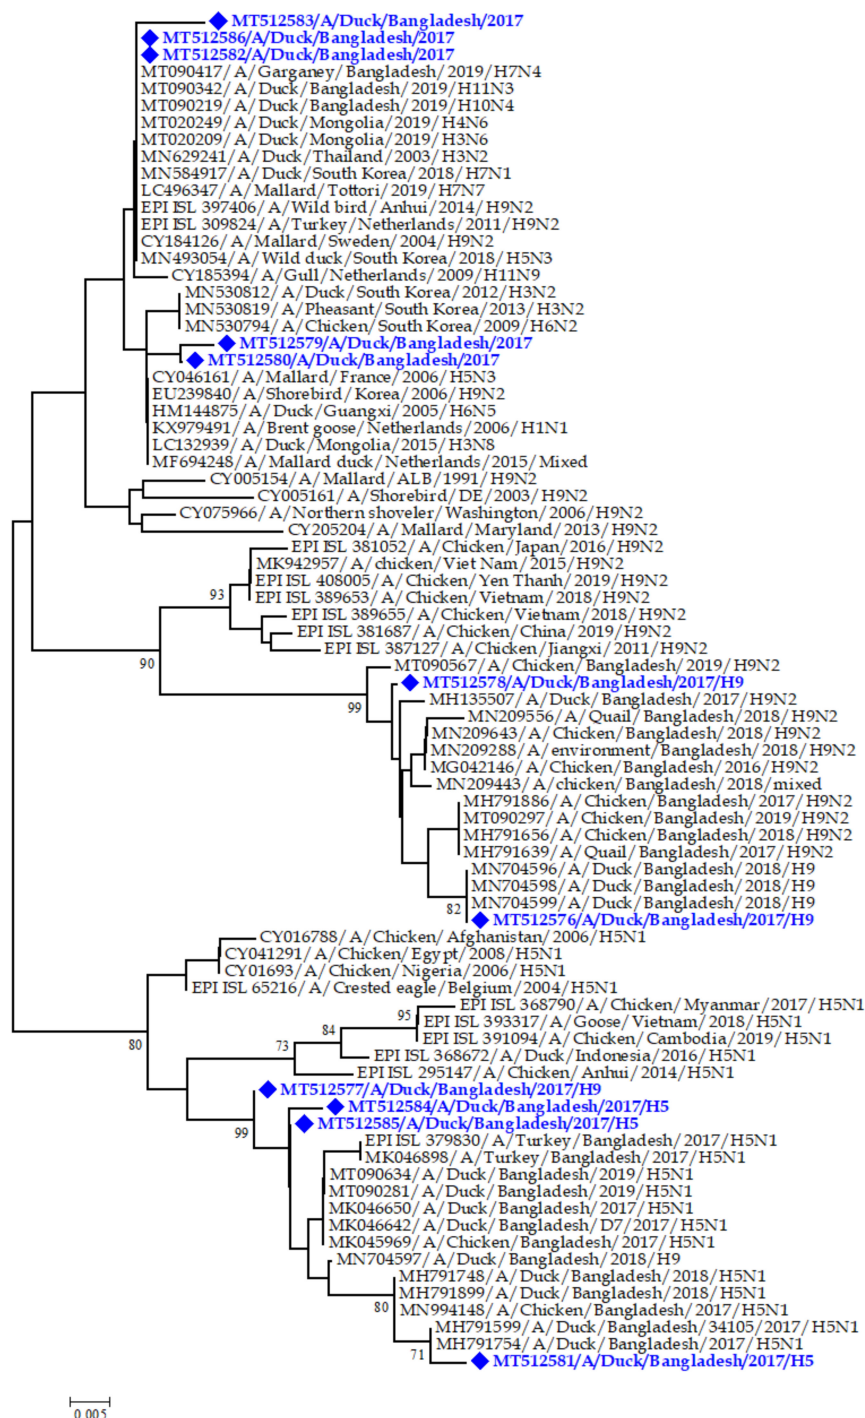 MT512583/A/Duck/Bangladesh/2017
MT512586/A/Duck/Bangladesh/2017
MT512582/A/Duck/Bangladesh/2017
MT090417/A/Garganey/Bangladesh/2019/H7N4
MT090342/A/Duck/Bangladesh/2019/H11N3
MT090219/A/Duck/Bangladesh/2019/H10N4
MT020249/A/Duck/Mongolia/2019/H4N6
MT020209/A/Duck/Mongolia/2019/H3N6
MN629241/A/Duck/Thailand/2003/H3N2
MN584917/A/Duck/South Korea/2018/H7N1
LC496347/A/Mallard/Tottori/2019/H7N7
EPI ISL 397406/A/Wild bird/Anhui/2014/H9N2
EPI ISL 309824/A/Turkey/Netherlands/2011/H9N2
CY184126/A/Mallard/Sweden/2004/H9N2
MN493054/A/Wild duck/South Korea/2018/H5N3
CY185394/A/Gull/Netherlands/2009/H11N9
MN530812/A/Duck/South Korea/2012/H3N2
MN530819/A/Pheasant/South Korea/2013/H3N2
MN530794/A/Chicken/South Korea/2009/H6N2
MT512579/A/Duck/Bangladesh/2017
MT512580/A/Duck/Bangladesh/2017
CY046161/A/Mallard/France/2006/H5N3
EU239840/A/Shorebird/Korea/2006/H9N2
HM144875/A/Duck/Guangxi/2005/H6N5
KX979491/A/Brent goose/Netherlands/2006/H1N1
LC132939/A/Duck/Mongolia/2015/H3N8
MF694248/A/Mallard duck/Netherlands/2015/Mixed
CY005154/A/Mallard/ALB/1991/H9N2
CY005161/A/Shorebird/DE/2003/H9N2
CY075966/A/Northern shoveler/Washington/2006/H9N2
CY205204/A/Mallard/Maryland/2013/H9N2
EPI ISL 381052/A/Chicken/Japan/2016/H9N2
MK942957/A/chicken/Viet Nam/2015/H9N2
EPI ISL 408005/A/Chicken/Yen Thanh/2019/H9N2
93 EPI ISL 389653/A/Chicken/Vietnam/2018/H9N2
EPI ISL 389655/A/Chicken/Vietnam/2018/H9N2
EPI ISL 381687/A/Chicken/China/2019/H9N2
EPI ISL 387127/A/Chicken/Jiangxi/2011/H9N2
90 MT090567/A/Chicken/Bangladesh/2019/H9N2
MT512578/A/Duck/Bangladesh/2017/H9
99 MH135507/A/Duck/Bangladesh/2017/H9N2
MN209556/A/Quail/Bangladesh/2018/H9N2
MN209643/A/Chicken/Bangladesh/2018/H9N2
MN209288/A/environment/Bangladesh/2018/H9N2
MG042146/A/Chicken/Bangladesh/2016/H9N2
MN209443/A/chicken/Bangladesh/2018/mixed
MH791886/A/Chicken/Bangladesh/2017/H9N2
MT090297/A/Chicken/Bangladesh/2019/H9N2
MH791656/A/Chicken/Bangladesh/2018/H9N2
MH791639/A/Quail/Bangladesh/2017/H9N2
MN704596/A/Duck/Bangladesh/2018/H9
MN704598/A/Duck/Bangladesh/2018/H9
MN704599/A/Duck/Bangladesh/2018/H9
82 MT512576/A/Duck/Bangladesh/2017/H9
CY016788/A/Chicken/Afghanistan/2006/H5N1
CY041291/A/Chicken/Egypt/2008/H5N1
CY01693/A/Chicken/Nigeria/2006/H5N1
EPI ISL 65216/A/Crested eagle/Belgium/2004/H5N1
EPI ISL 368790/A/Chicken/Myanmar/2017/H5N1
95 EPI ISL 393317/A/Goose/Vietnam/2018/H5N1
84 EPI ISL 391094/A/Chicken/Cambodia/2019/H5N1
80 73 EPI ISL 368672/A/Duck/Indonesia/2016/H5N1
EPI ISL 295147/A/Chicken/Anhui/2014/H5N1
MT512577/A/Duck/Bangladesh/2017/H9
MT512584/A/Duck/Bangladesh/2017/H5
99 MT512585/A/Duck/Bangladesh/2017/H5
EPI ISL 379830/A/Turkey/Bangladesh/2017/H5N1
MK046898/A/Turkey/Bangladesh/2017/H5N1
MT090634/A/Duck/Bangladesh/2019/H5N1
MT090281/A/Duck/Bangladesh/2019/H5N1
MK046650/A/Duck/Bangladesh/2017/H5N1
MK046642/A/Duck/Bangladesh/D7/2017/H5N1
MK045969/A/Chicken/Bangladesh/2017/H5N1
MN704597/A/Duck/Bangladesh/2018/H9
MH791748/A/Duck/Bangladesh/2018/H5N1
MH791899/A/Duck/Bangladesh/2018/H5N1
80 MN994148/A/Chicken/Bangladesh/2017/H5N1
MH791599/A/Duck/Bangladesh/34105/2017/H5N1
MH791754/A/Duck/Bangladesh/2017/H5N1
71 MT512581/A/Duck/Bangladesh/2017/H5
0.005